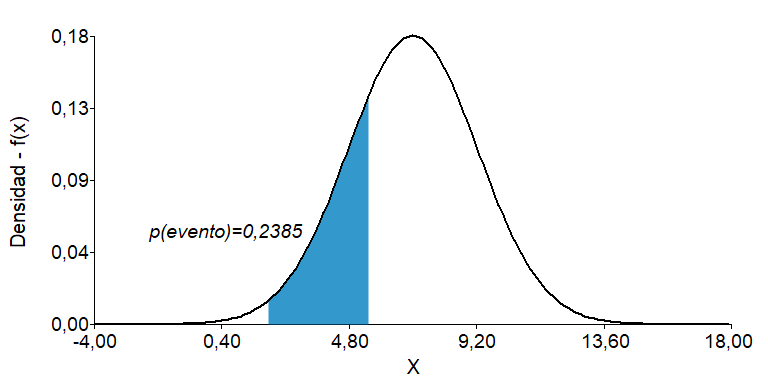 0,18
0,13
0,09
0,04
0,00
Densidad - f(x)
p(evento)=0,2385
-4,00 0,40 4,80 9,20 13,60 18,00
X